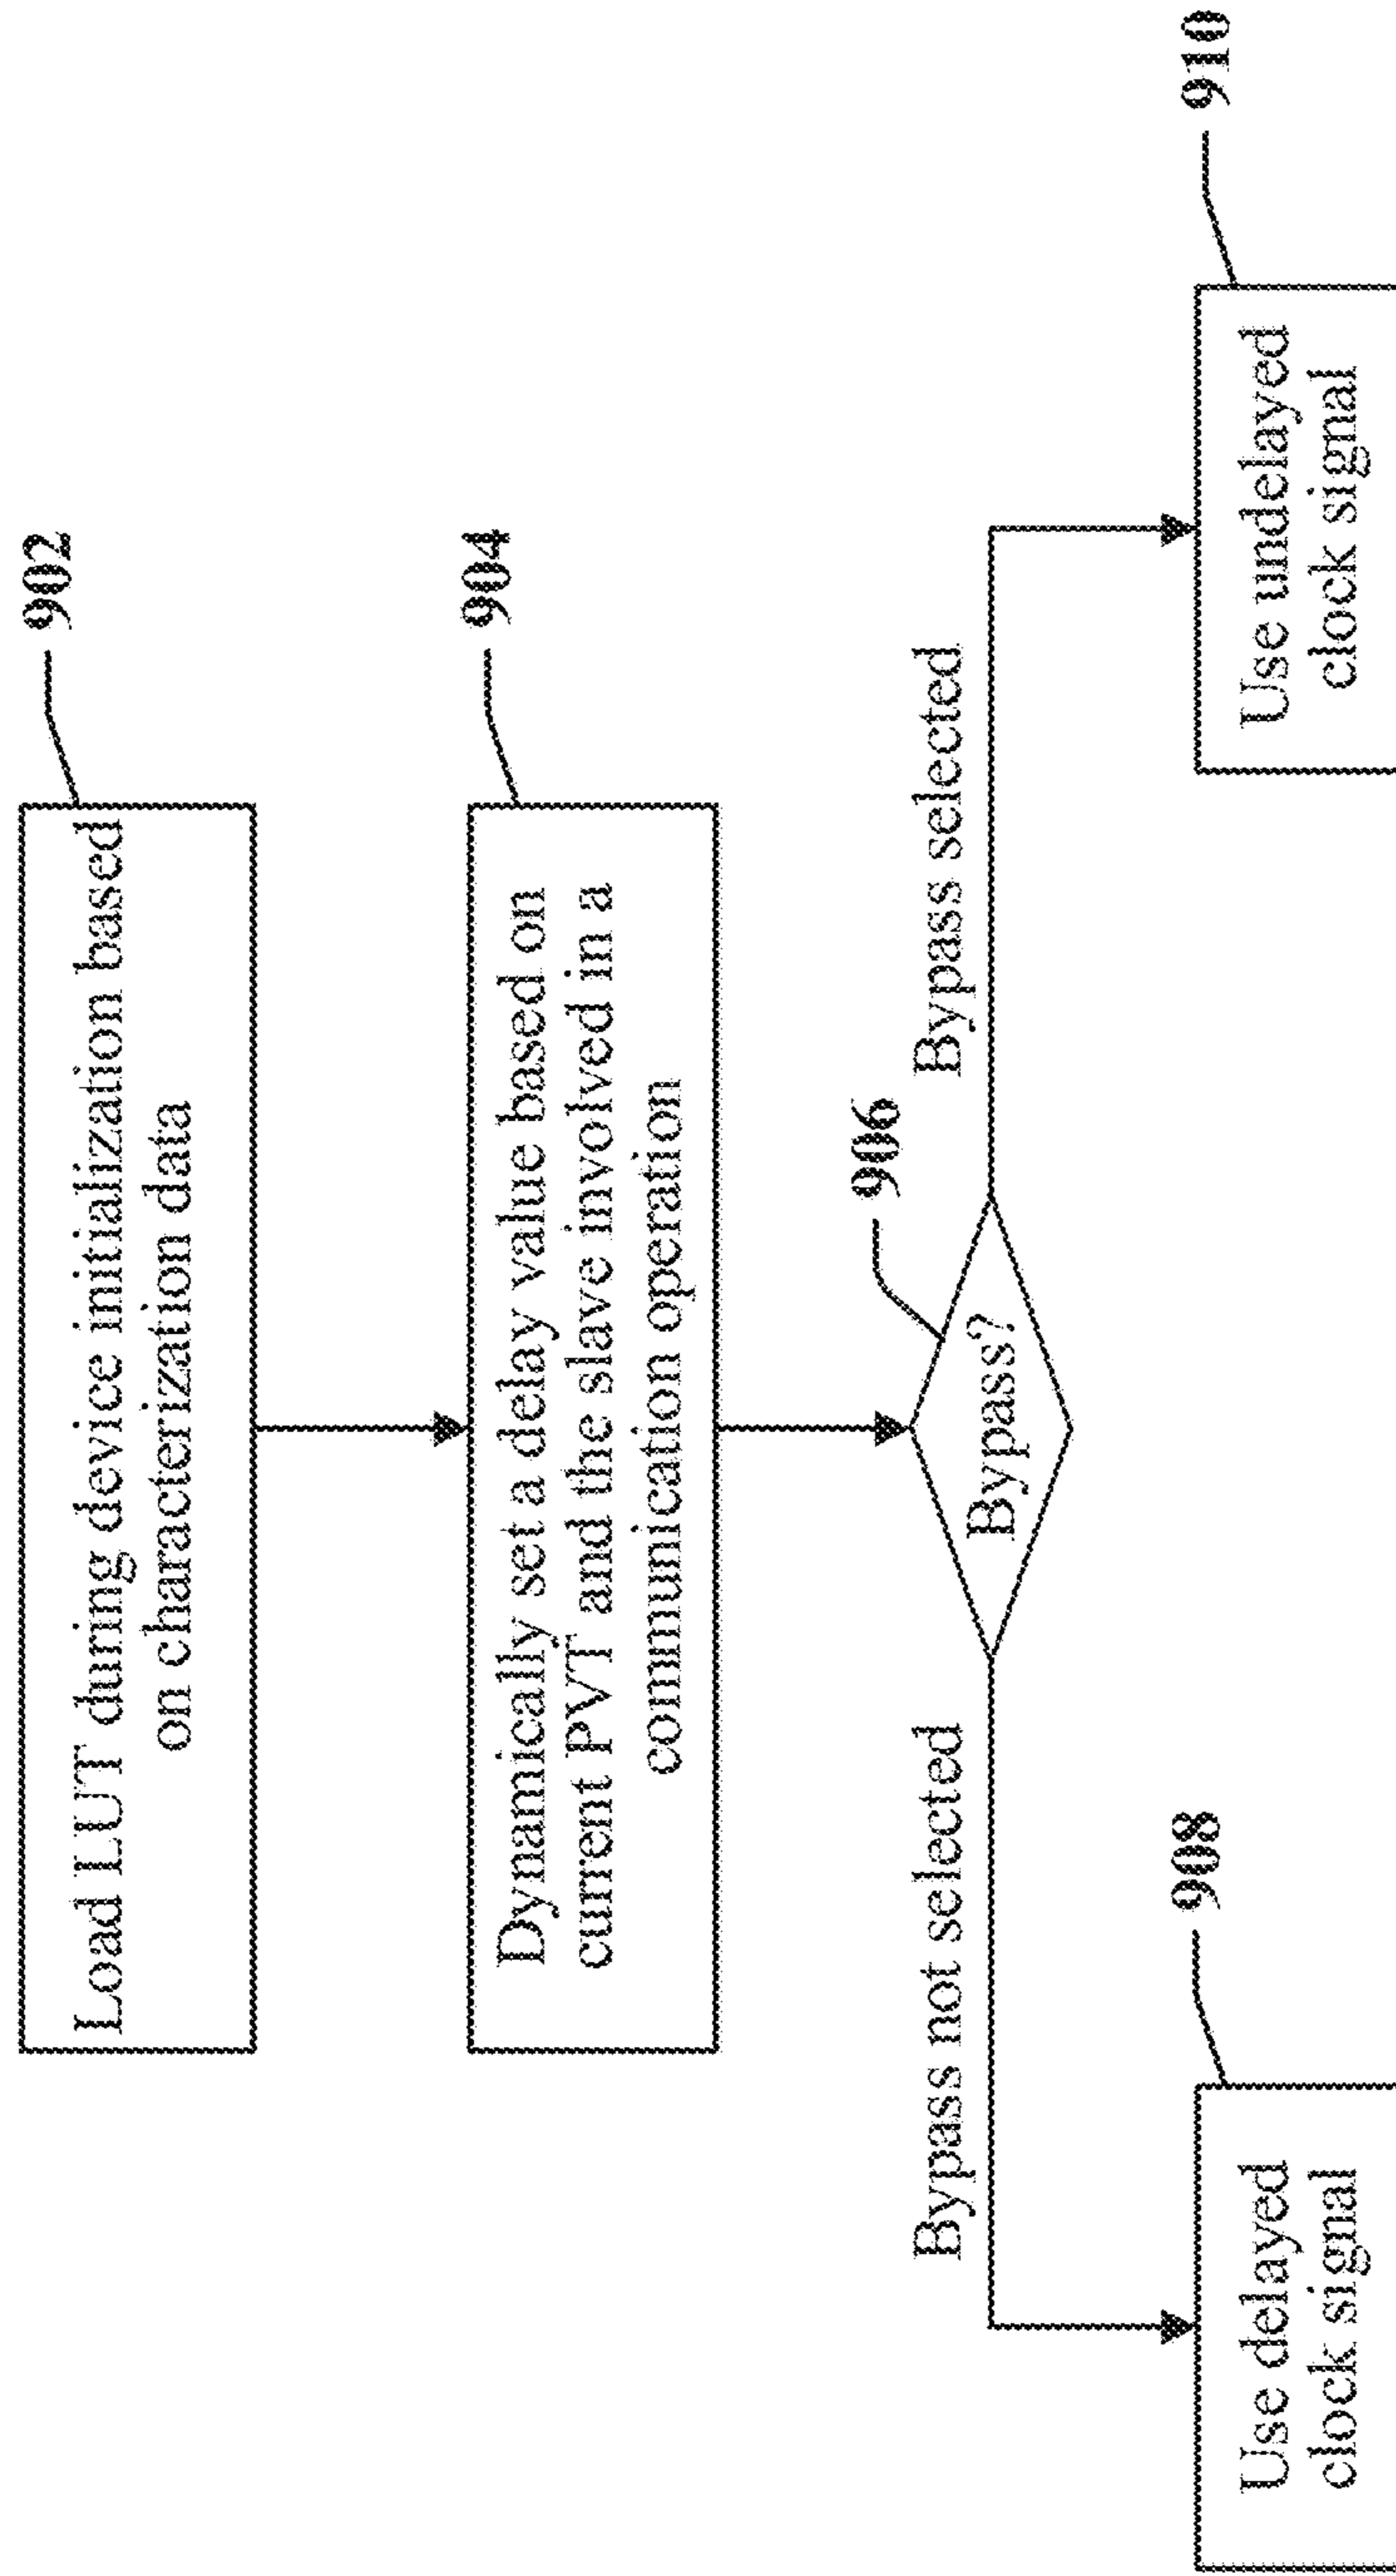 902
Load LUT during device initialization based
on characterization data
904
Dynamically set a delay value based on
current PVT and the slave involved in a
communication operation
906
Bypass?
Bypass not selected
Bypass selected
908
Use delayed
clock signal
910
Use undelayed
clock signal